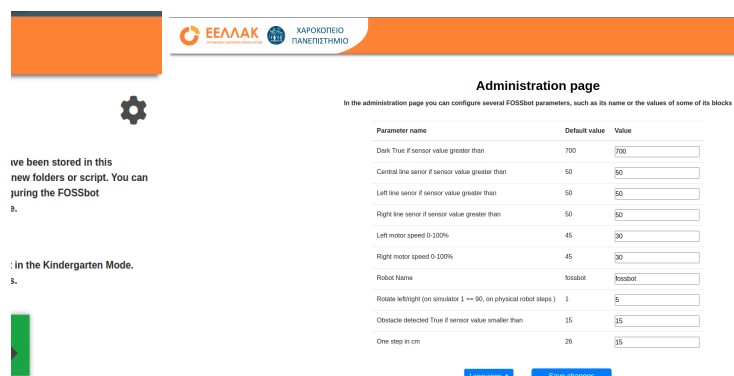 ve been stored in this
new folders or script. You can
uring the FOSSbot
e.
in the Kindergarten Mode.
s.
ΕΕΛΛΑΚ
ΧΑΡΟΚΟΠΕΙΟ
ΠΑΝΕΠΙΣΤΗΜΙΟ
Administration page
In the administration page you can configure several FOSSbot parameters, such as its name or the values of some of its blocks
Parameter name Default value Value
Dark True if sensor value greater than 700 700
Central line senor if sensor value greater than 50 50
Left line senor if sensor value greater than 50 50
Right line senor if sensor value greater than 50 50
Left motor speed 0-100% 45 30
Right motor speed 0-100% 45 30
Robot Name fossbot fossbot
Rotate left/right (on simulator 1 == 90, on physical robot steps ) 1 5
Obstacle detected True if sensor value smaller than 15 15
One step in cm 26 15
Save changes